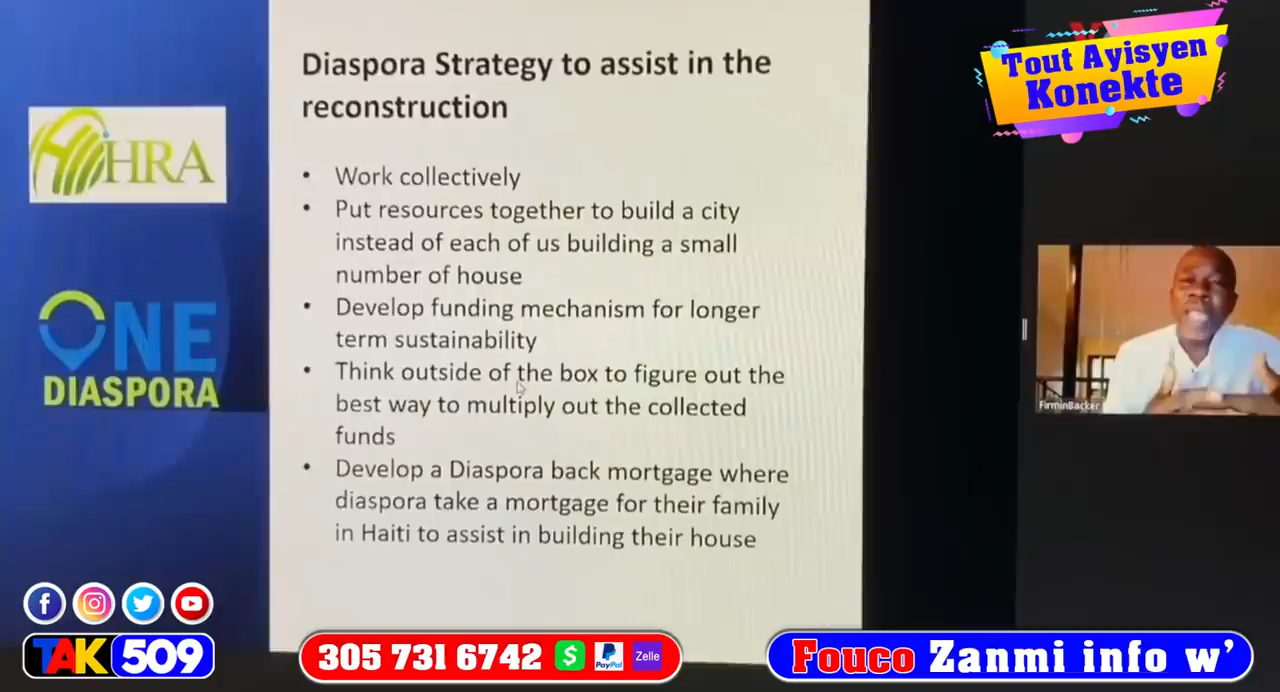 Diaspora Strategy to assist in the
reconstruction
• Work collectively
• Put resources together to build a city
instead of each of us building a small
number of house
• Develop funding mechanism for longer
term sustainability
• Think outside of the box to figure out the
best way to multiply out the collected
funds
• Develop a Diaspora back mortgage where
diaspora take a mortgage for their family
in Haiti to assist in building their house
HRA
ONE
DIASPORA
Tout Ayisyen
Konekte
FirminBacker
TAK 509
305 731 6742 $ PayPal Zelle
Fouco Zanmi info w'